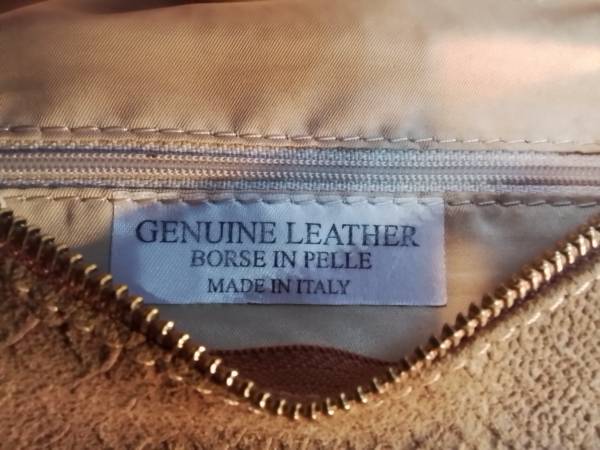 GENUINE LEATHER
BORSE IN PELLE
MADE IN ITALY